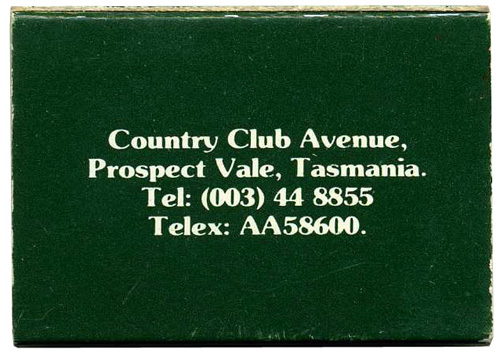 Country Club Avenue,
Prospect Vale, Tasmania.
Tel: (003) 44 8855
Telex: AA58600.